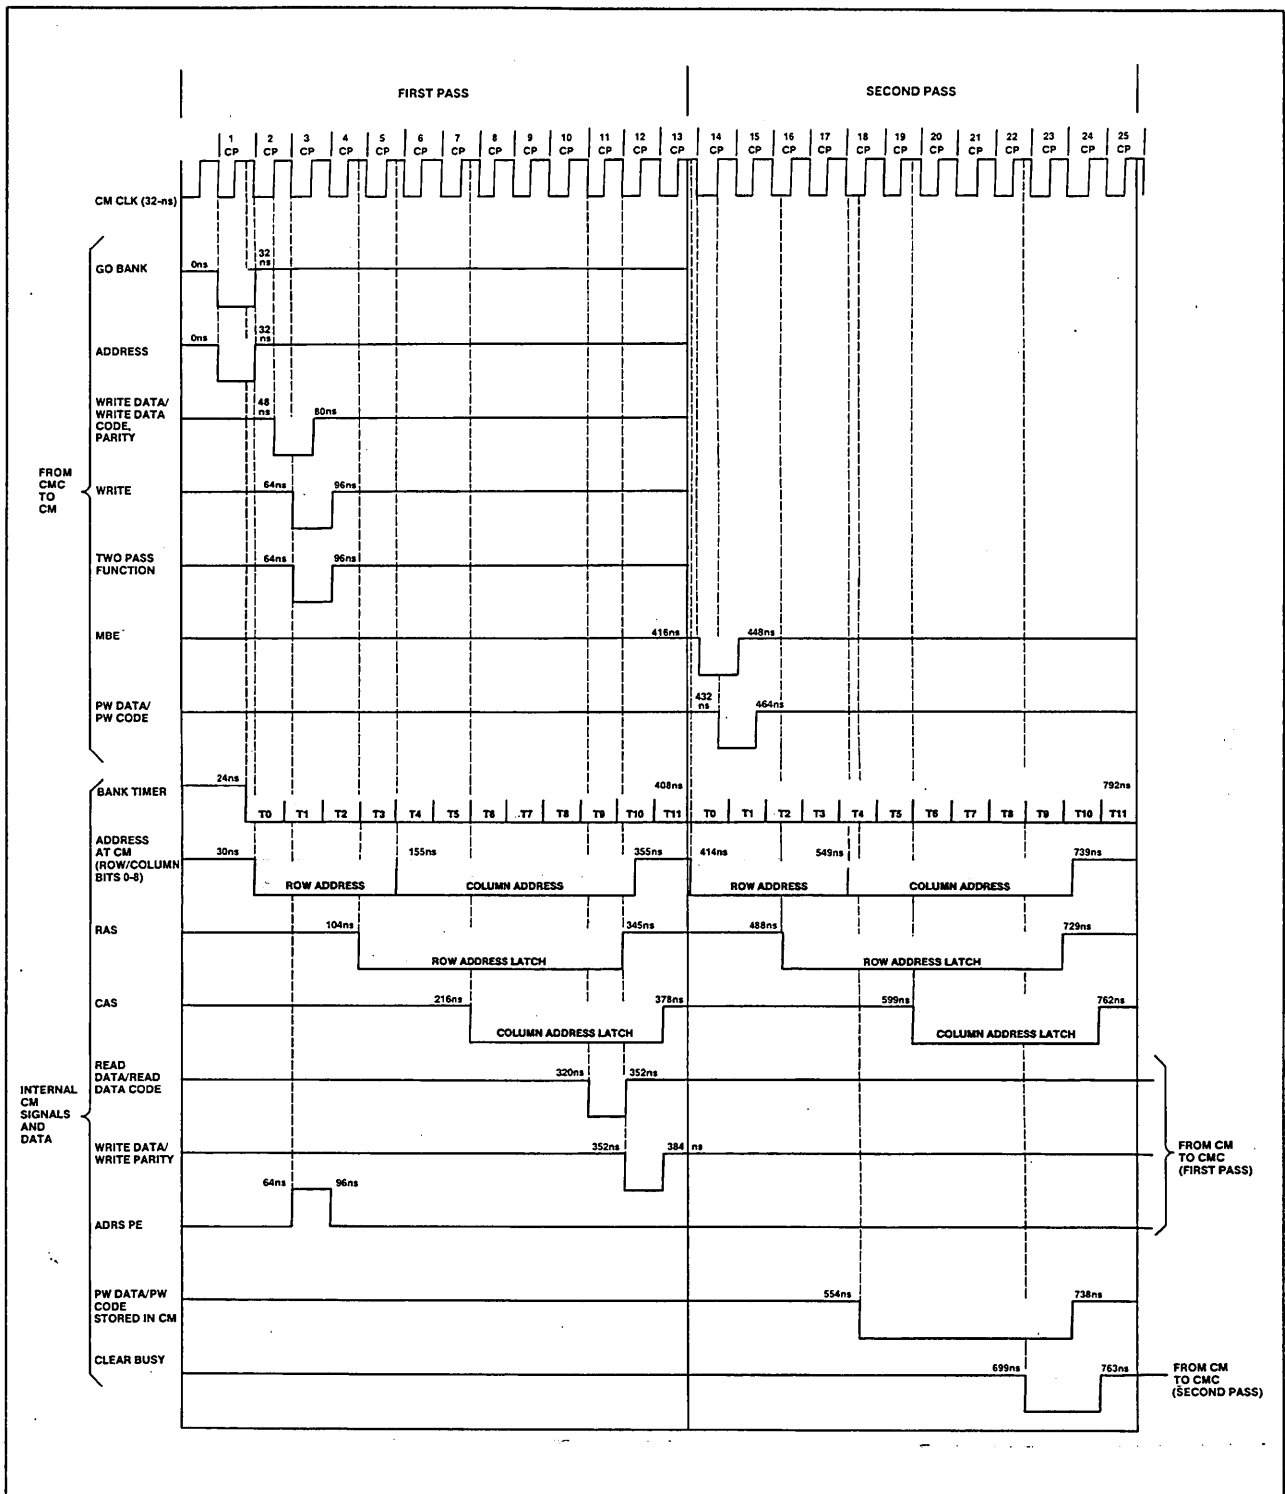 FIRST PASS
SECOND PASS
1 2 3 4 5 6 7 8 9 10 11 12 13 14 15 16 17 18 19 20 21 22 23 24 25
CP CP CP CP CP CP CP CP CP CP CP CP CP CP CP CP CP CP CP CP CP CP CP CP CP
CM CLK (32-ns)
GO BANK
0ns
32
ns
ADDRESS
0ns
32
ns
WRITE DATA/
WRITE DATA
CODE,
PARITY
48
ns
80ns
FROM
CMC
TO
CM
WRITE
64ns
96ns
TWO PASS
FUNCTION
64ns
96ns
MBE
416ns
448ns
PW DATA/
PW CODE
432
ns
464ns
BANK TIMER
24ns
408ns
792ns
T0 T1 T2 T3 T4 T5 T6 T7 T8 T9 T10 T11 T0 T1 T2 T3 T4 T5 T6 T7 T8 T9 T10 T11
ADDRESS
AT CM
(ROW/COLUMN
BITS 0-8)
30ns
155ns
355ns
414ns
549ns
739ns
ROW ADDRESS
COLUMN ADDRESS
ROW ADDRESS
COLUMN ADDRESS
RAS
104ns
345ns
488ns
729ns
ROW ADDRESS LATCH
ROW ADDRESS LATCH
CAS
216ns
378ns
599ns
762ns
COLUMN ADDRESS LATCH
COLUMN ADDRESS LATCH
READ
DATA/READ
DATA CODE
320ns
352ns
INTERNAL
CM
SIGNALS
AND
DATA
WRITE DATA/
WRITE PARITY
352ns
384 ns
FROM CM
TO CMC
(FIRST PASS)
ADRS PE
64ns
96ns
PW DATA/PW
CODE
STORED IN CM
554ns
738ns
CLEAR BUSY
699ns
763ns
FROM CM
TO CMC
(SECOND PASS)